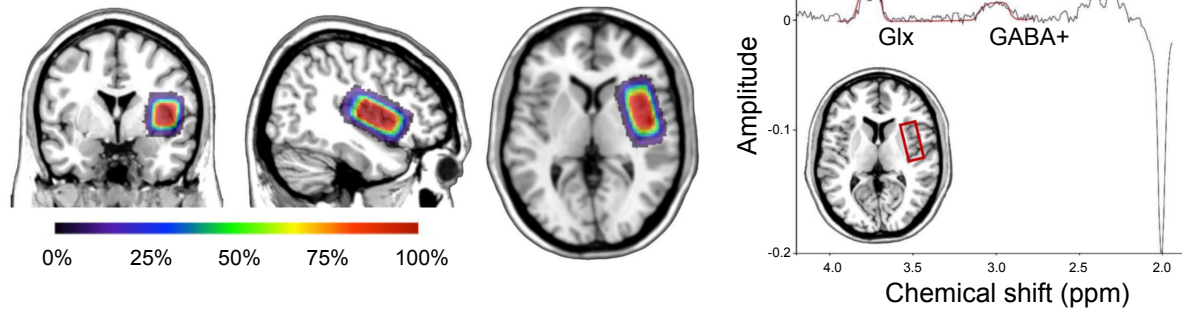 0% 25% 50% 75% 100%
Amplitude
0
-0.1
-0.2
Glx GABA+
4.0 3.5 3.0 2.5 2.0
Chemical shift (ppm)